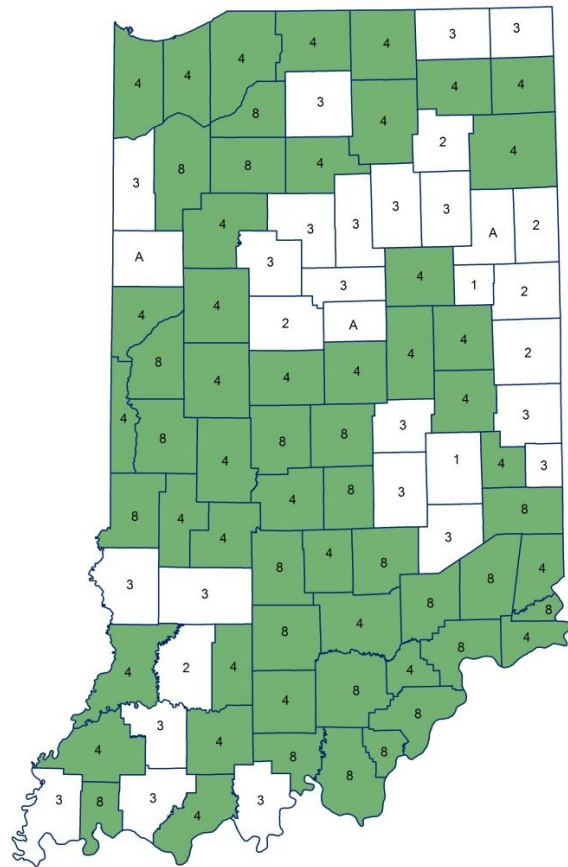 4 4 4 4 4 3 3
8 3 4 4 4
3 8 8 4 2 4
4 3 3 3 3 A 2
A 3 3 4 1 2
4 4 2 A 4 4 2
8 4 4 4 4 3
4 8 4 8 8 3 1 4 3
8 4 4 4 8 3 8
3 3 8 4 8 3 8 4
8 4 8 8
4 2 4 8 4
4 3 4 4 8 8
3 8 3 4 3 8 8 8